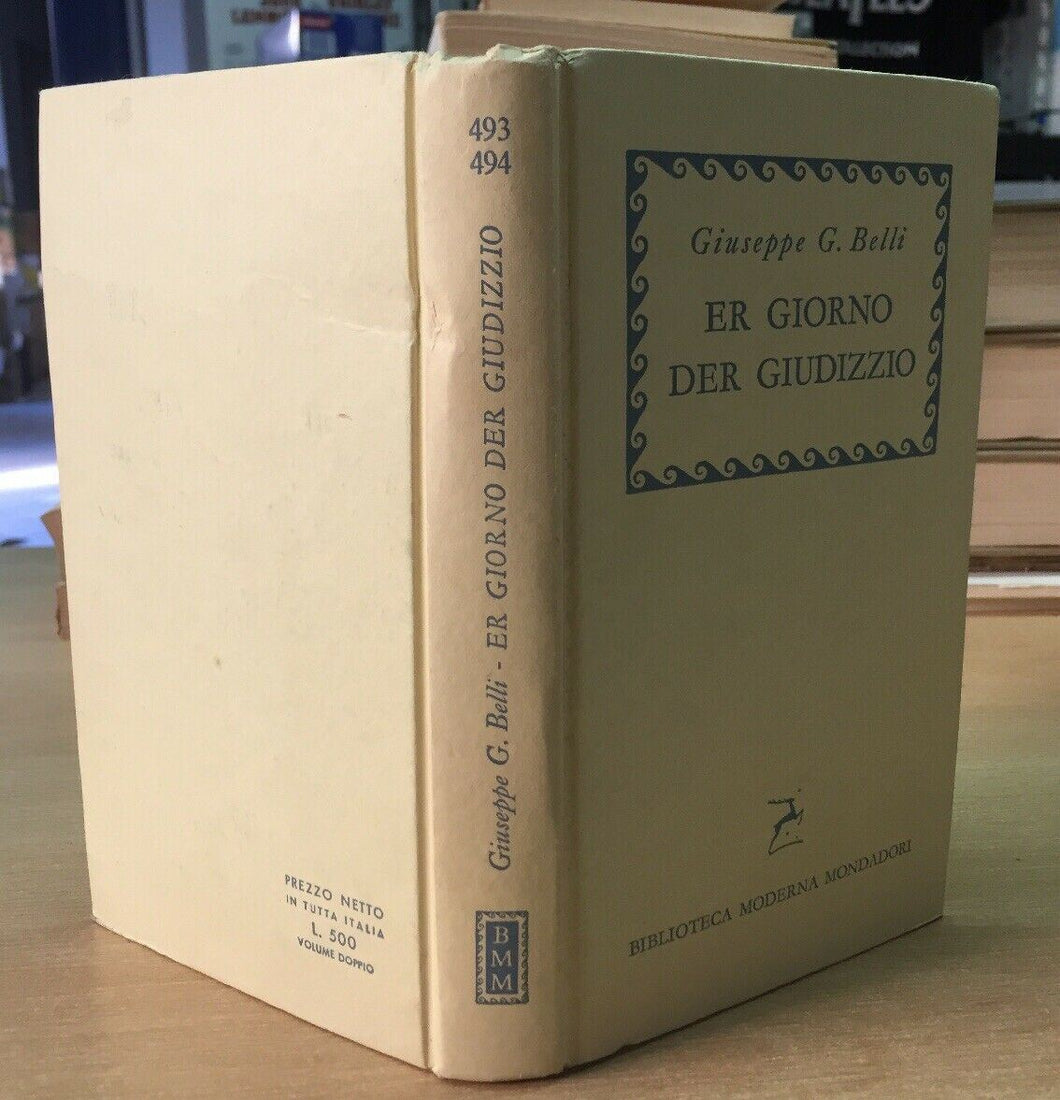 493
494
Giuseppe G. Belli - ER GIORNO DER GIUDIZZIO
B
M
M
Giuseppe G. Belli
ER GIORNO
DER GIUDIZZIO
BIBLIOTECA MODERNA MONDADORI
PREZZO NETTO
IN TUTTA ITALIA
L. 500
VOLUME DOPPIO